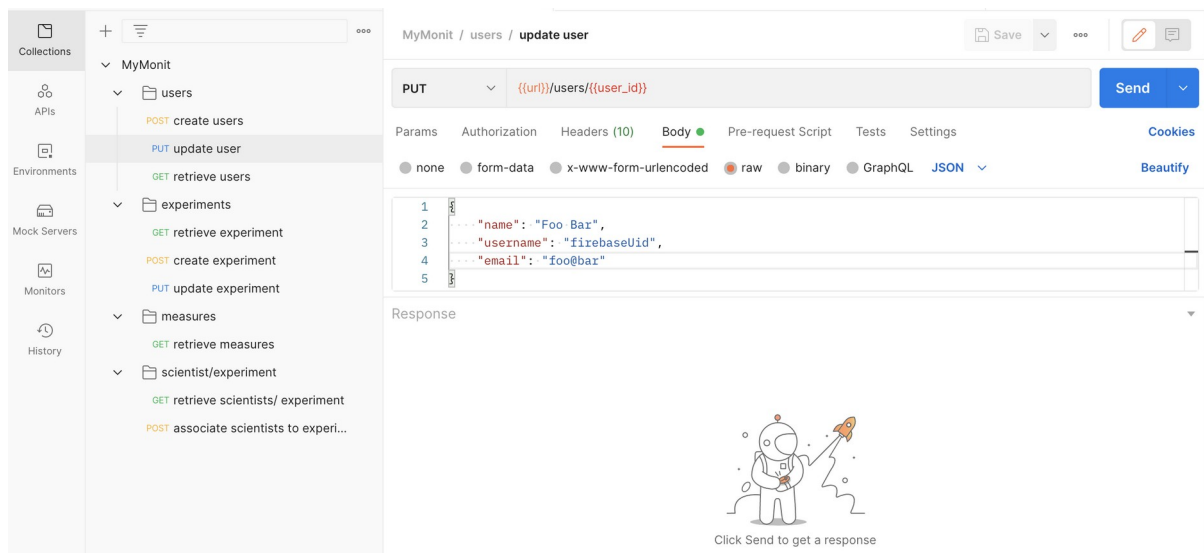 Collections
APIs
Environments
Mock Servers
Monitors
History
MyMonit
users
POST create users
PUT update user
GET retrieve users
experiments
GET retrieve experiment
POST create experiment
PUT update experiment
measures
GET retrieve measures
scientist/experiment
GET retrieve scientists/ experiment
POST associate scientists to experi...
MyMonit / users / update user
Save
PUT {{url}}/users/{{user_id}} Send
Params Authorization Headers (10) Body Pre-request Script Tests Settings Cookies
none form-data x-www-form-urlencoded raw binary GraphQL JSON Beautify
1 {
2 "name": "Foo Bar",
3 "username": "firebaseUid",
4 "email": "foo@bar"
5 }
Response
Click Send to get a response